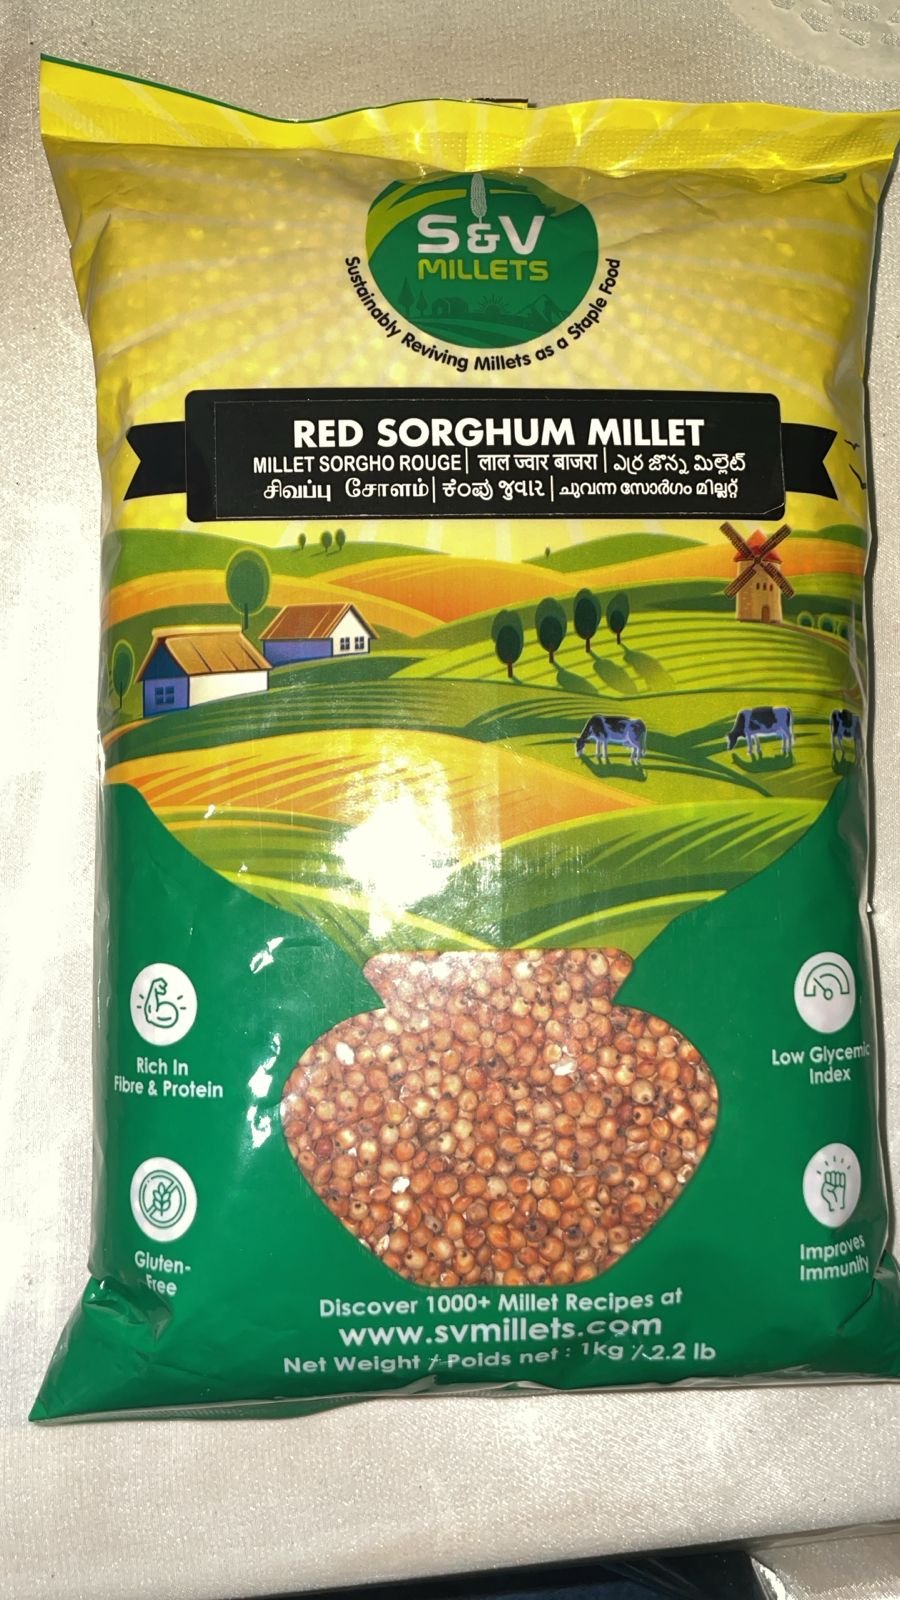 S&V
MILLETS
Sustainably Reviving Millets as a Staple Food
RED SORGHUM MILLET
MILLET SORGHO ROUGE | लाल ज्वार बाजरा | ఎర్ర జొన్న మిల్లెట్
சிவப்பு சோளம் | ಕೆಂಪು જુવાર | ചുവന്ന സോർഗം മില്ലറ്റ്
Rich In
Fibre & Protein
Low Glycemic
Index
Gluten-
Free
Improves
Immunity
Discover 1000+ Millet Recipes at
www.svmillets.com
Net Weight / Poids net : 1kg / 2.2 lb